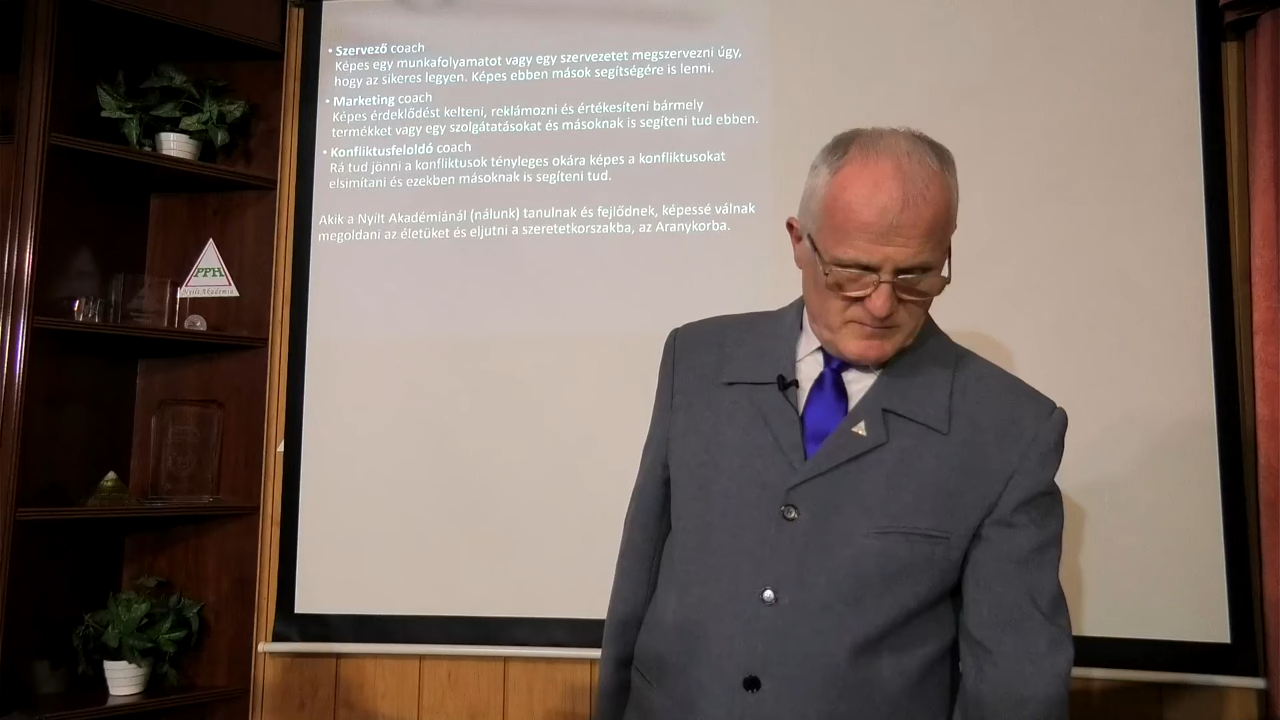 • Szervező coach
Képes egy munkafolyamatot vagy egy szervezetet megszervezni úgy,
hogy az sikeres legyen. Képes ebben mások segítségére is lenni.
• Marketing coach
Képes érdeklődést kelteni, reklámozni és értékesíteni bármely
termékket vagy egy szolgátatásokat és másoknak is segíteni tud ebben.
• Konfliktusfeloldó coach
Rá tud jönni a konfliktusok tényleges okára képes a konfliktusokat
elsimítani és ezekben másoknak is segíteni tud.
Akik a Nyílt Akadémiánál (nálunk) tanulnak és fejlődnek, képessé válnak
megoldani az életüket és eljutni a szeretetkorszakba, az Aranykorba.
PPH
Nyílt Akadémia